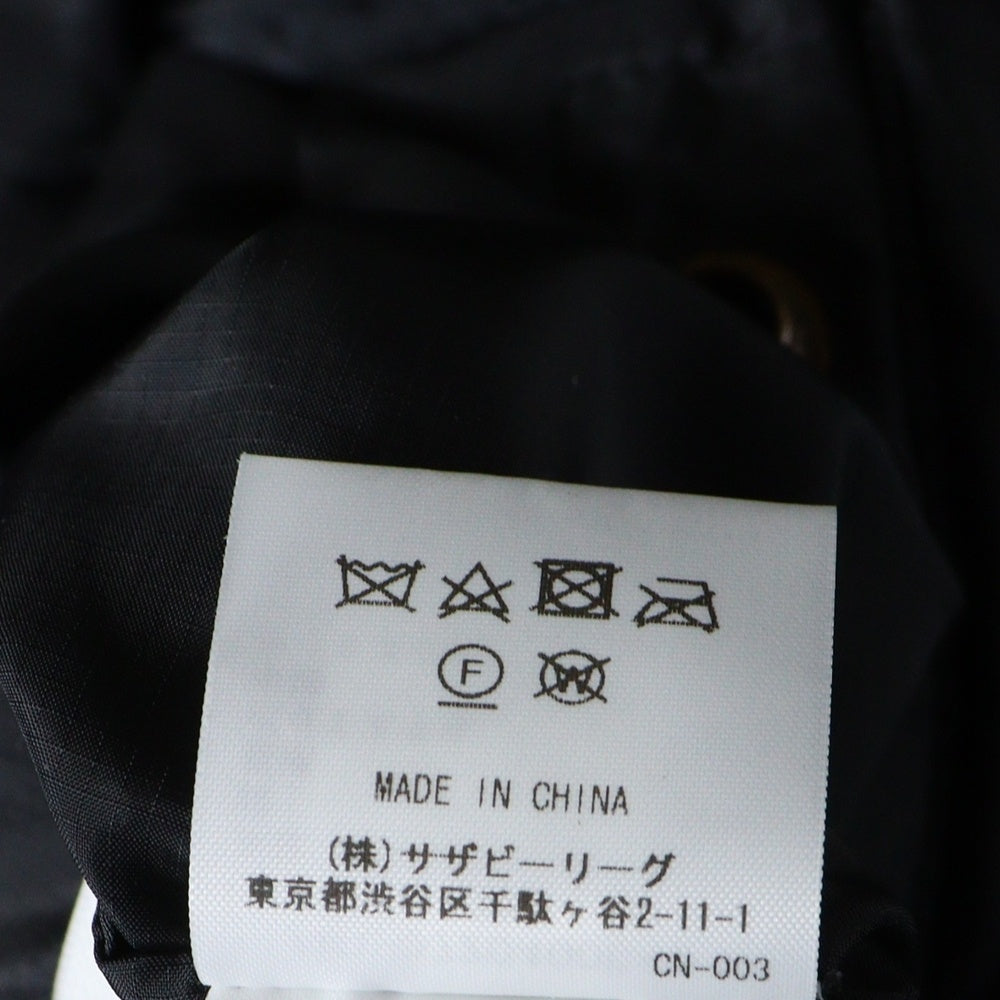 F W
MADE IN CHINA
(株)サザビーリーグ
東京都渋谷区千駄ヶ谷2-11-1
CN-003